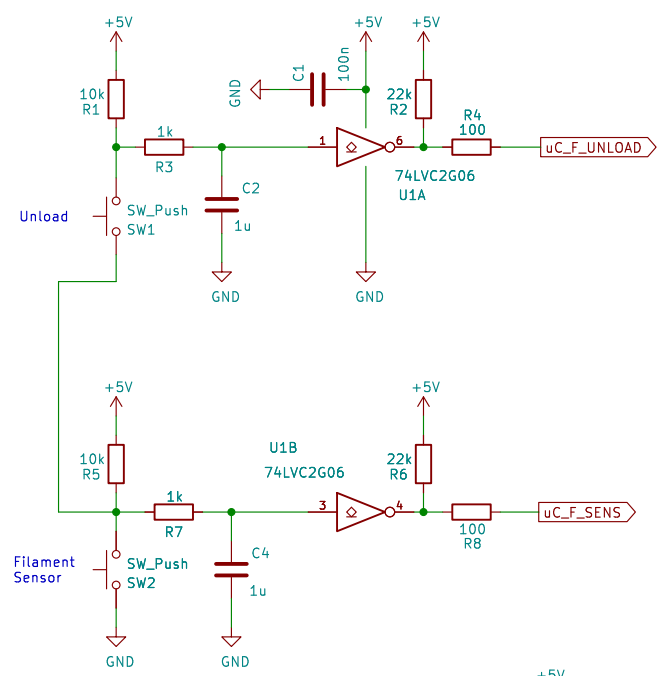 +5V
+5V
+5V
10k
R1
GND
C1
100n
22k
R2
R4
100
1k
R3
1
6
uC_F_UNLOAD
74LVC2G06
U1A
C2
1u
Unload
SW_Push
SW1
GND
GND
+5V
+5V
10k
R5
U1B
74LVC2G06
22k
R6
1k
R7
3
4
uC_F_SENS
100
R8
Filament
Sensor
SW_Push
SW2
C4
1u
GND
GND
+5V